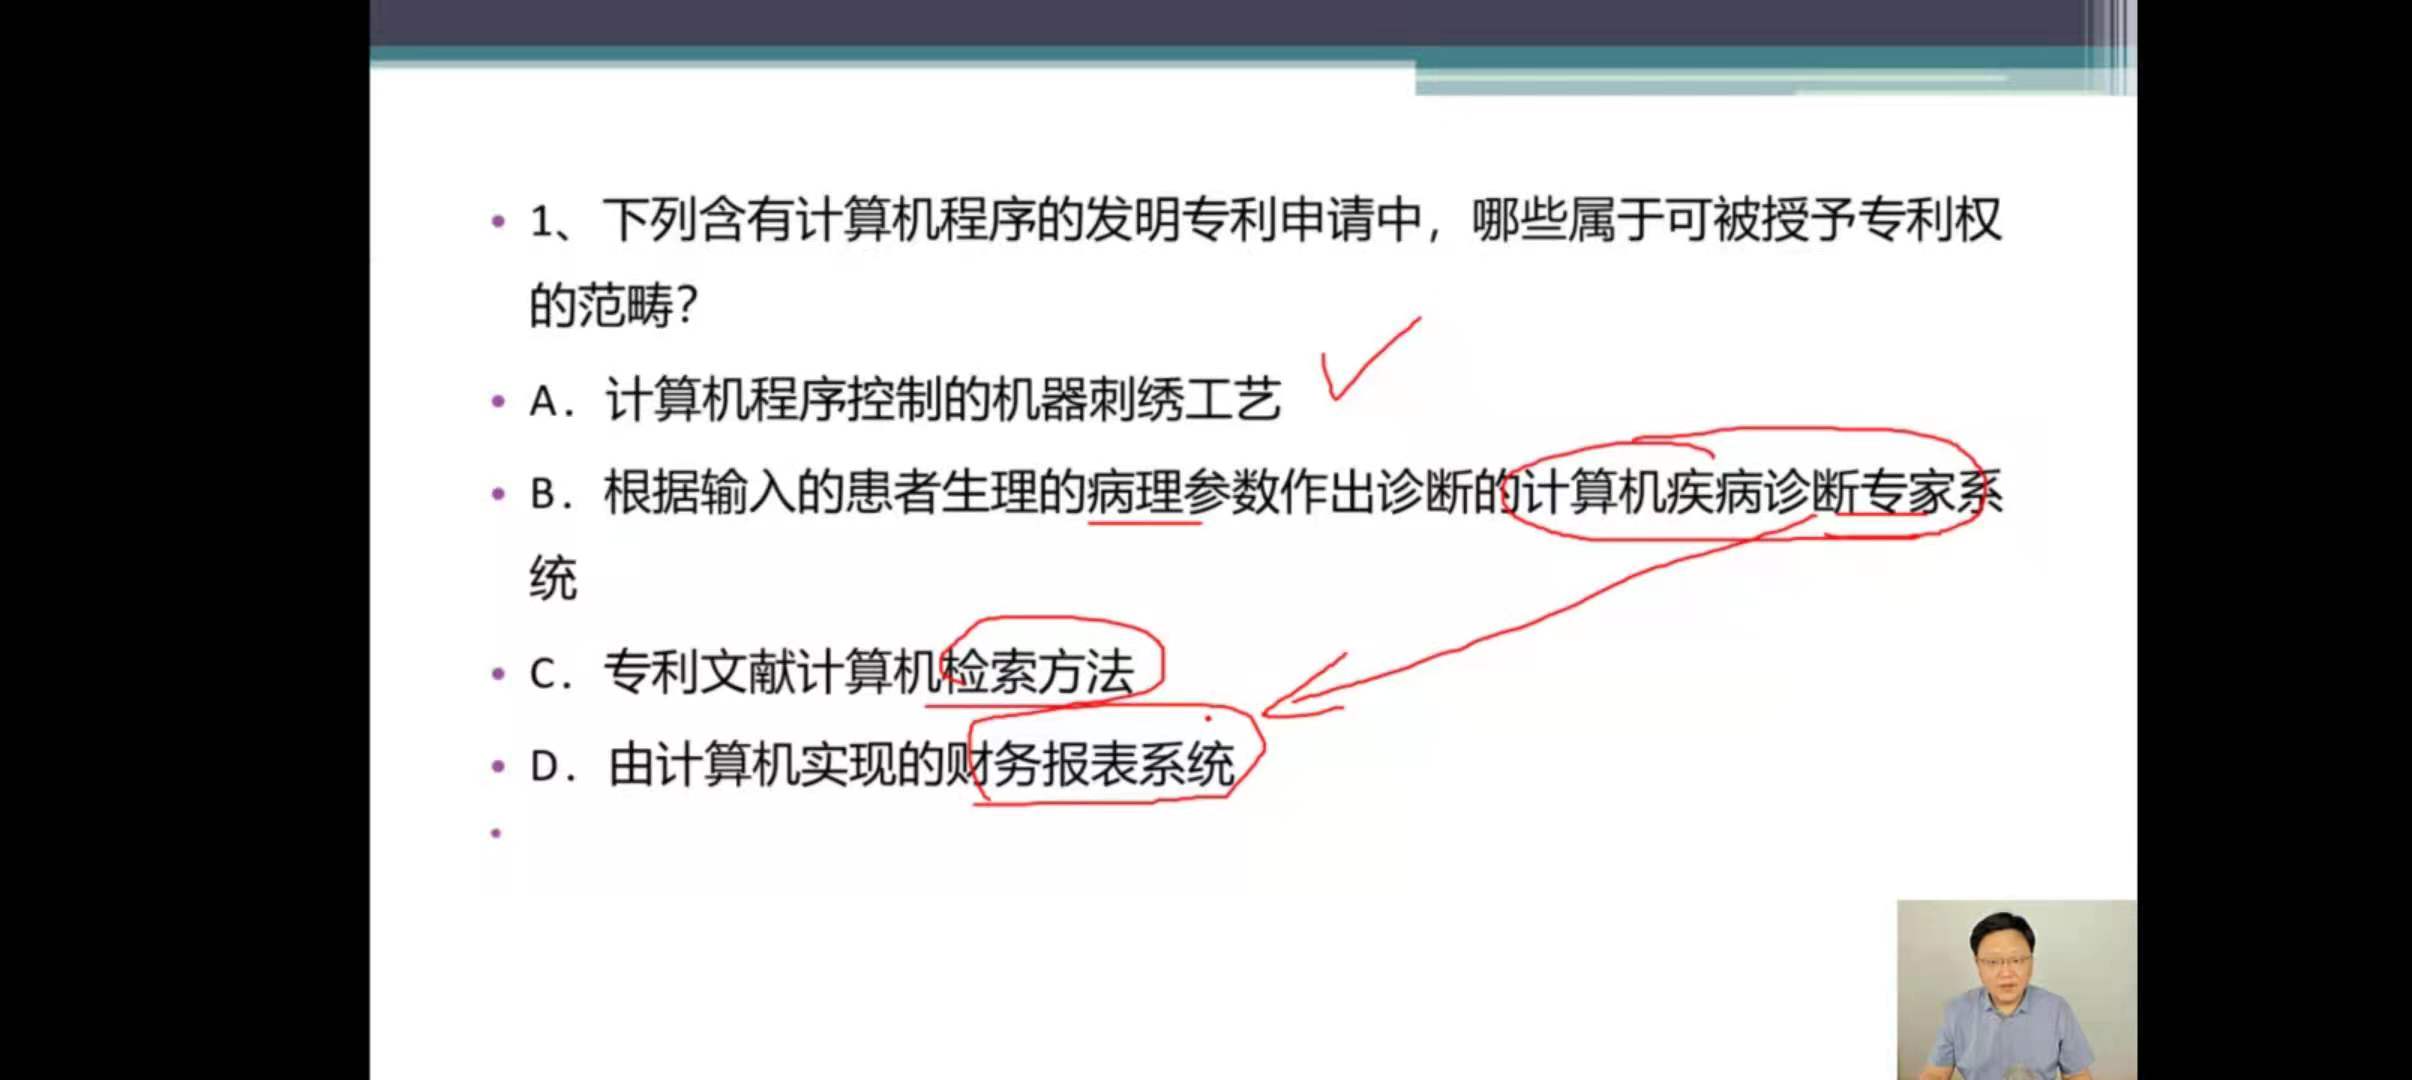 1、下列含有计算机程序的发明专利申请中，哪些属于可被授予专利权
的范畴？
A．计算机程序控制的机器刺绣工艺
B．根据输入的患者生理的病理参数作出诊断的计算机疾病诊断专家系
统
C．专利文献计算机检索方法
D．由计算机实现的财务报表系统